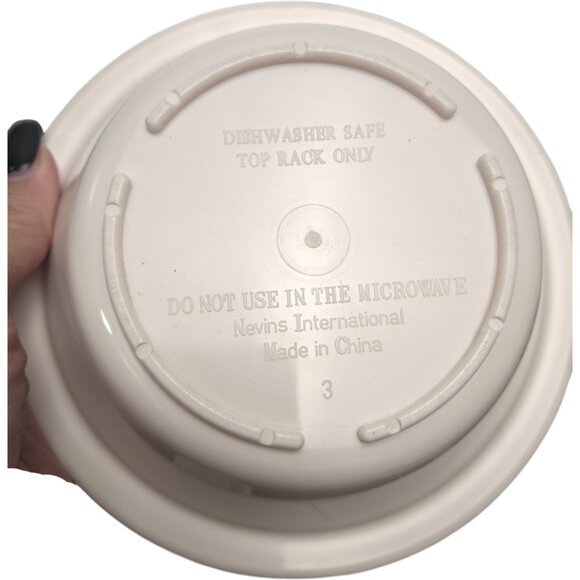 DISHWASHER SAFE
TOP RACK ONLY
DO NOT USE IN THE MICROWAVE
Nevins International
Made in China
3